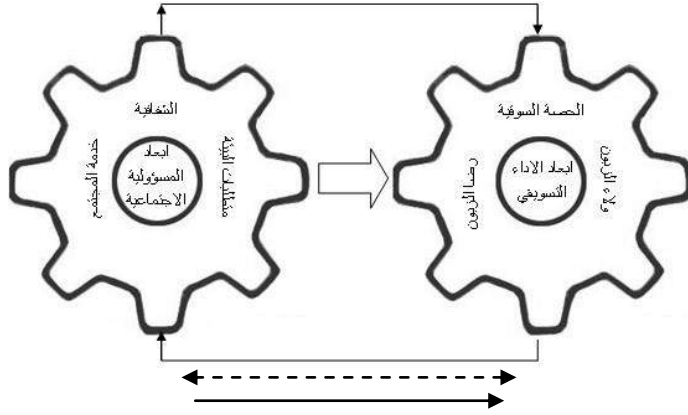 الشفافية
خدمة المجتمع
متطلبات البيئة
ابعاد
المسؤولية
الاجتماعية
الحصة السوقية
رضا الزبون
ولاء الزبون
ابعاد الاداء
التسويقي